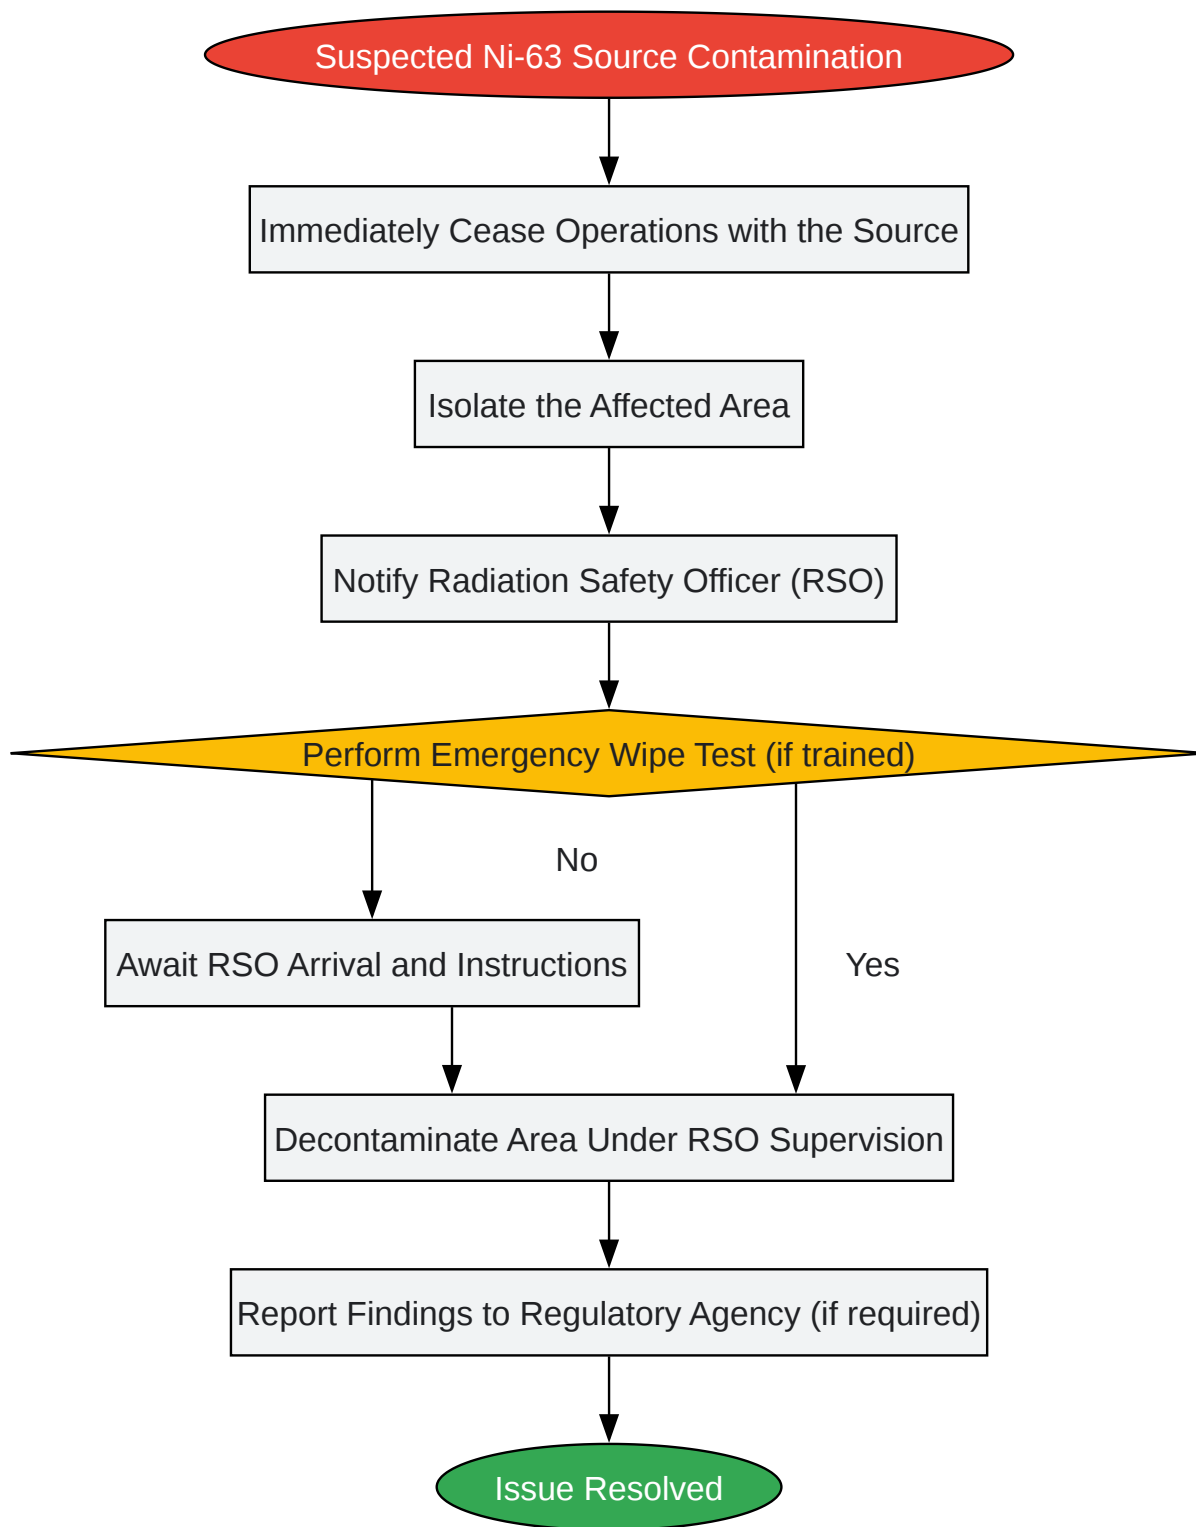 Suspected Ni-63 Source Contamination
Immediately Cease Operations with the Source
Isolate the Affected Area
Notify Radiation Safety Officer (RSO)
Perform Emergency Wipe Test (if trained)
No
Await RSO Arrival and Instructions
Yes
Decontaminate Area Under RSO Supervision
Report Findings to Regulatory Agency (if required)
Issue Resolved